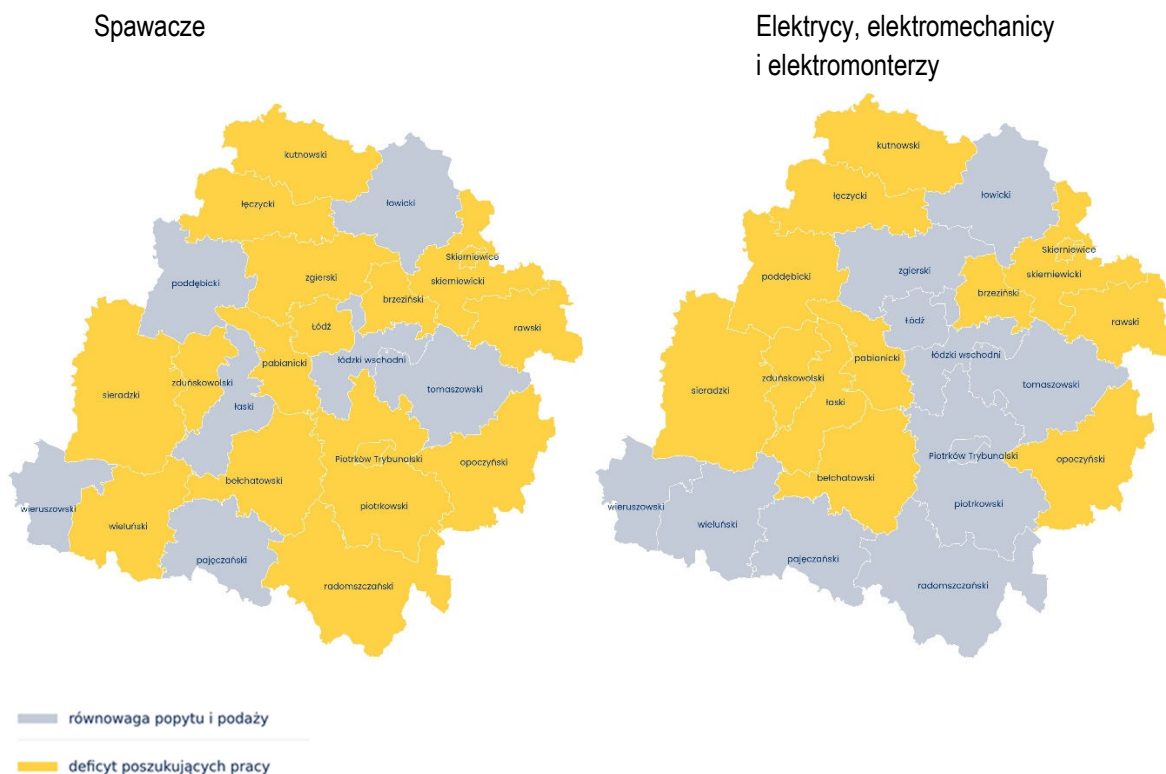 Spawacze
Elektrycy, elektromechanicy
i elektromonterzy
kutnowski
łęczycki
łowicki
Skierniewice
skierniewicki
zgierski
poddębicki
brzeziński
rawski
Łódź
łódzki wschodni
pabianicki
tomaszowski
zduńskowolski
sieradzki
łaski
Piotrków Trybunalski
opoczyński
bełchatowski
piotrkowski
wieruszowski
wieluński
pajęczański
radomszczański
kutnowski
łęczycki
łowicki
Skierniewice
skierniewicki
zgierski
poddębicki
brzeziński
rawski
Łódź
łódzki wschodni
pabianicki
tomaszowski
zduńskowolski
sieradzki
łaski
Piotrków Trybunalski
opoczyński
bełchatowski
piotrkowski
wieruszowski
wieluński
pajęczański
radomszczański
równowaga popytu i podaży
deficyt poszukujących pracy